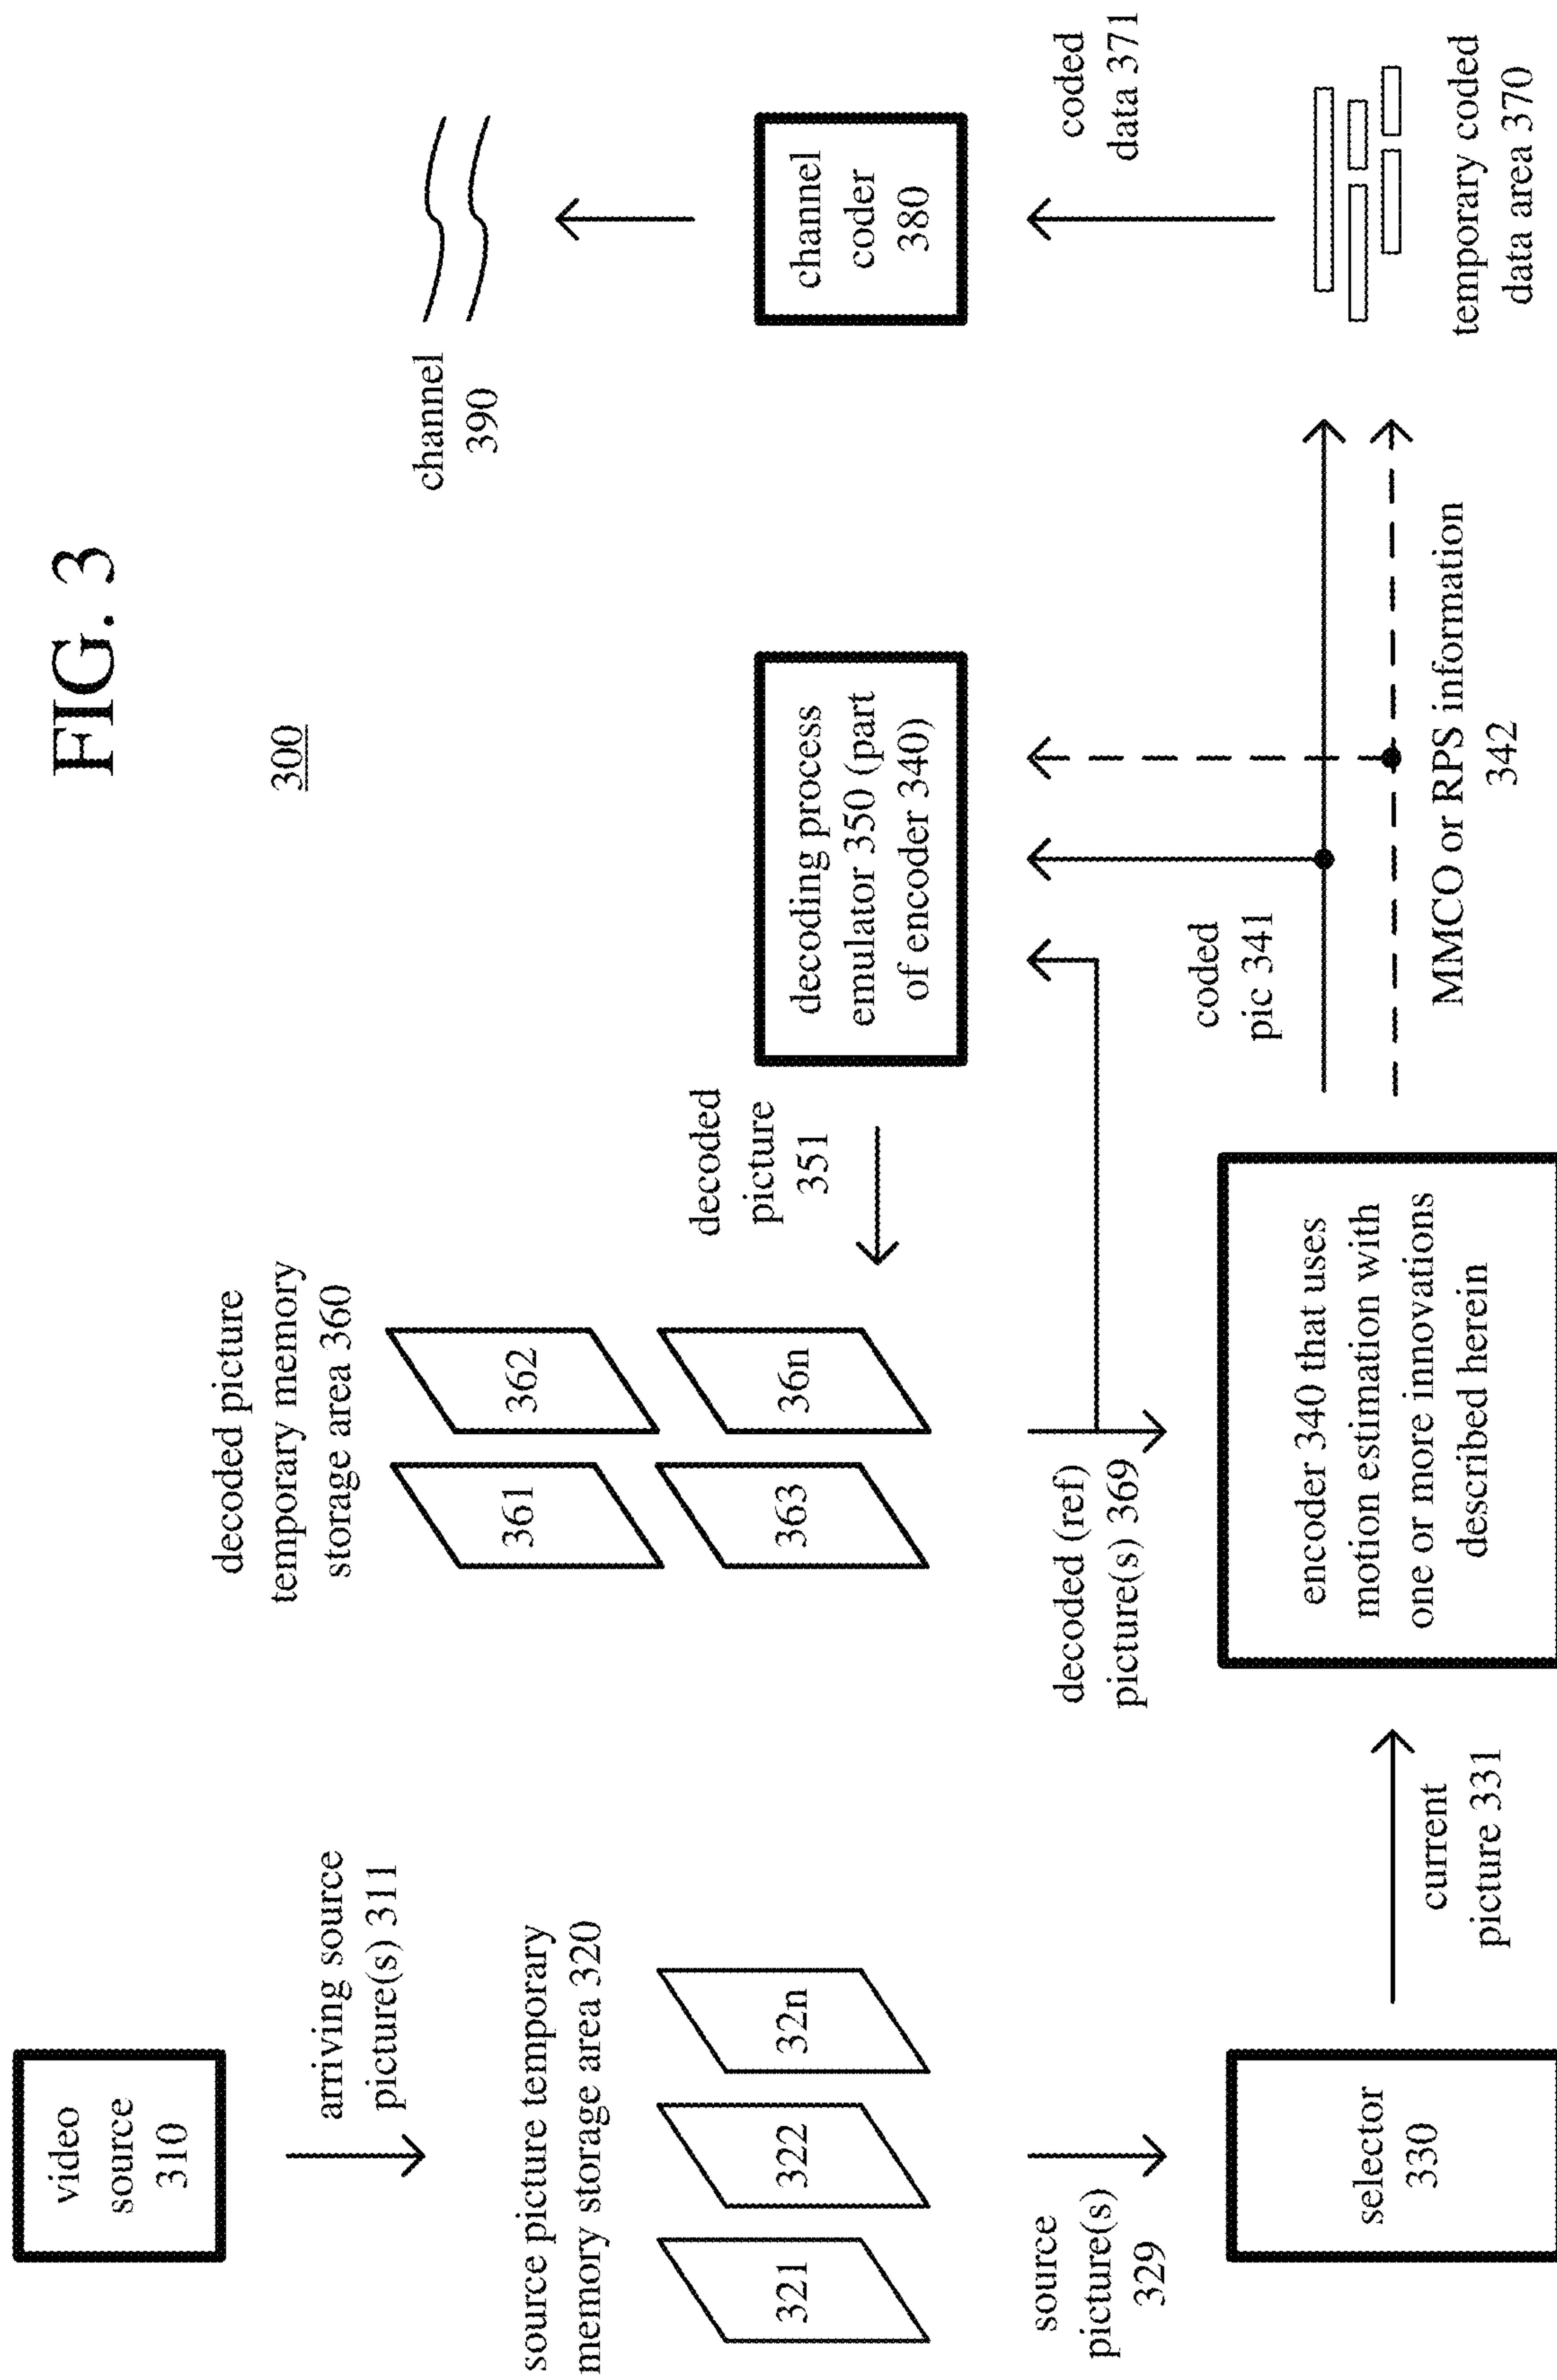 FIG. 3
300
video
source
310
arriving source
picture(s) 311
source picture temporary
memory storage area 320
321
322
32n
source
picture(s)
329
selector
330
current
picture 331
decoded picture
temporary memory
storage area 360
361
362
363
36n
decoded (ref)
picture(s) 369
encoder 340 that uses
motion estimation with
one or more innovations
described herein
decoded
picture
351
decoding process
emulator 350 (part
of encoder 340)
coded
pic 341
MMCO or RPS information
342
channel
390
channel
coder
380
coded
data 371
temporary coded
data area 370